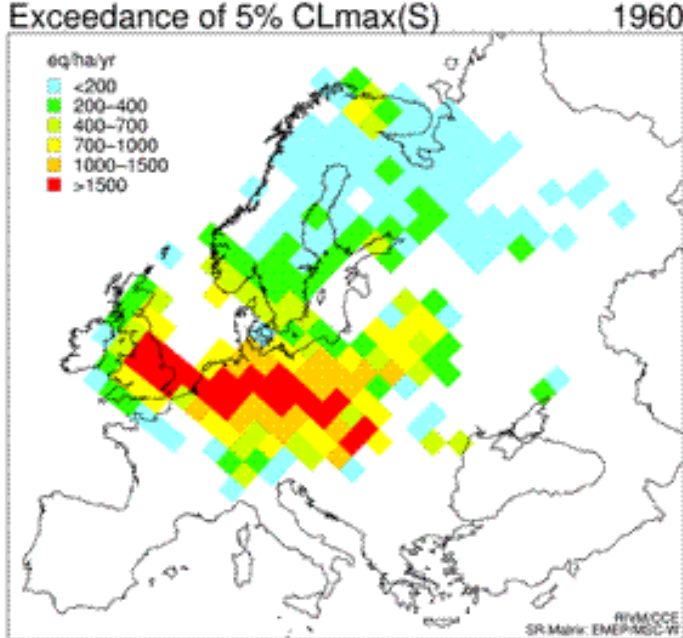 Exceedance of 5% CLmax(S) 1960
eq/ha/yr
<200
200–400
400–700
700–1000
1000–1500
>1500
RIVM/CCE
SR Matrix: EMEP/MSC-W